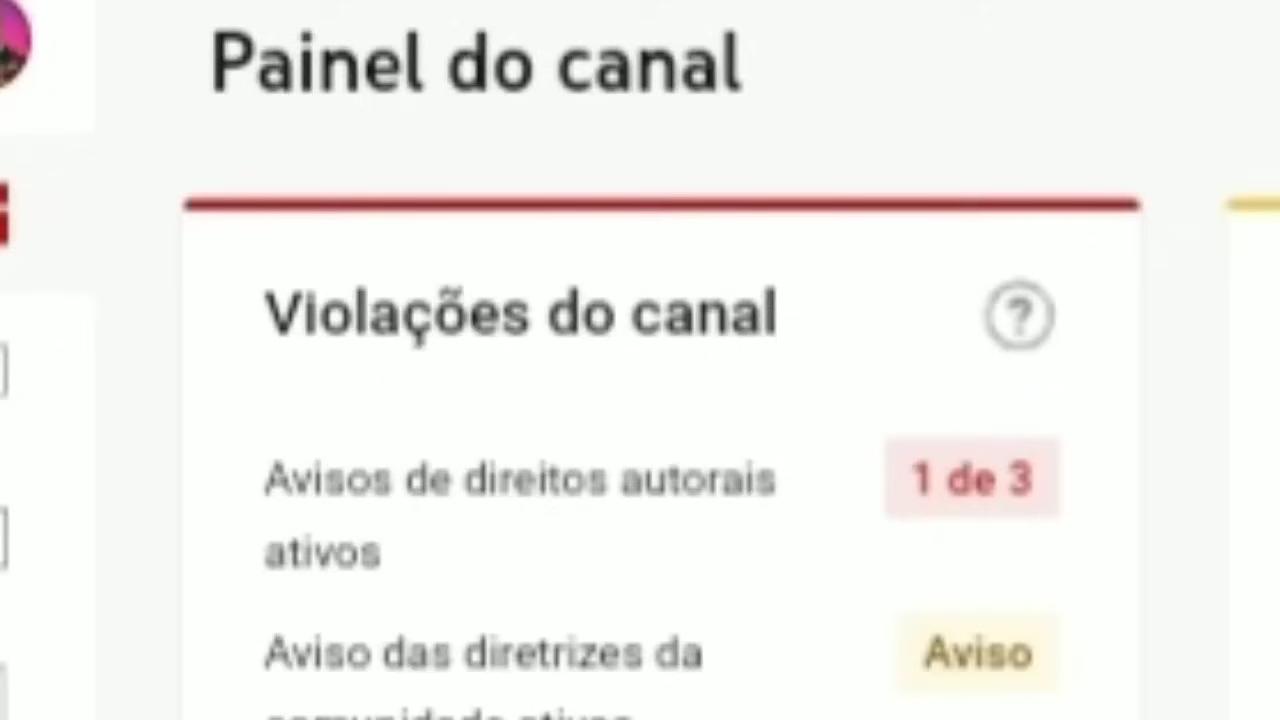 Painel do canal
Violações do canal
?
Avisos de direitos autorais
1 de 3
ativos
Aviso das diretrizes da
Aviso